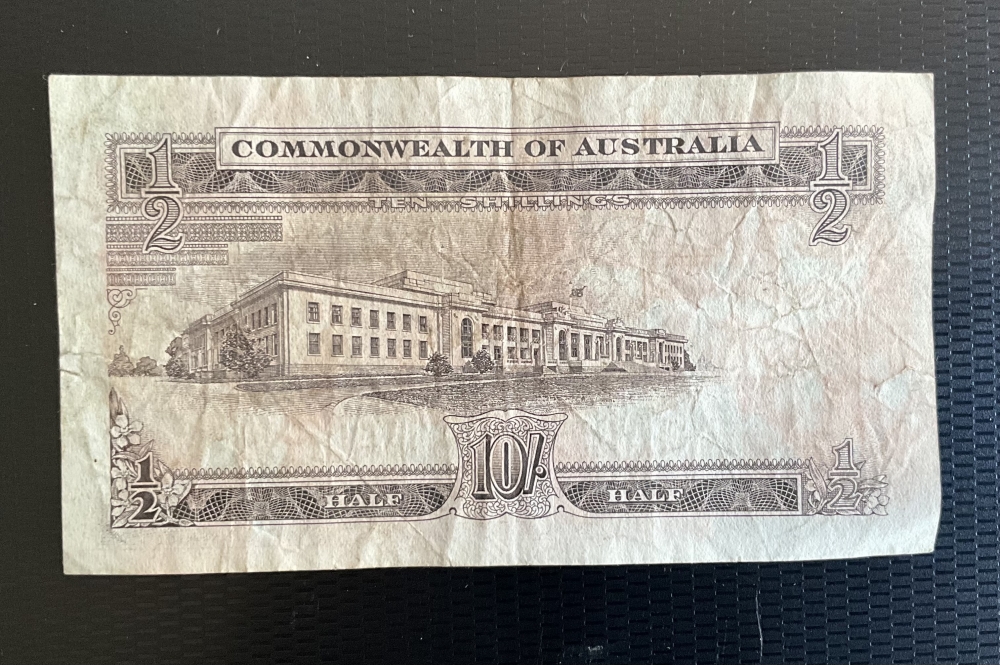 COMMONWEALTH OF AUSTRALIA
1/2 1/2
TEN SHILLINGS
10/-
1/2 HALF HALF 1/2